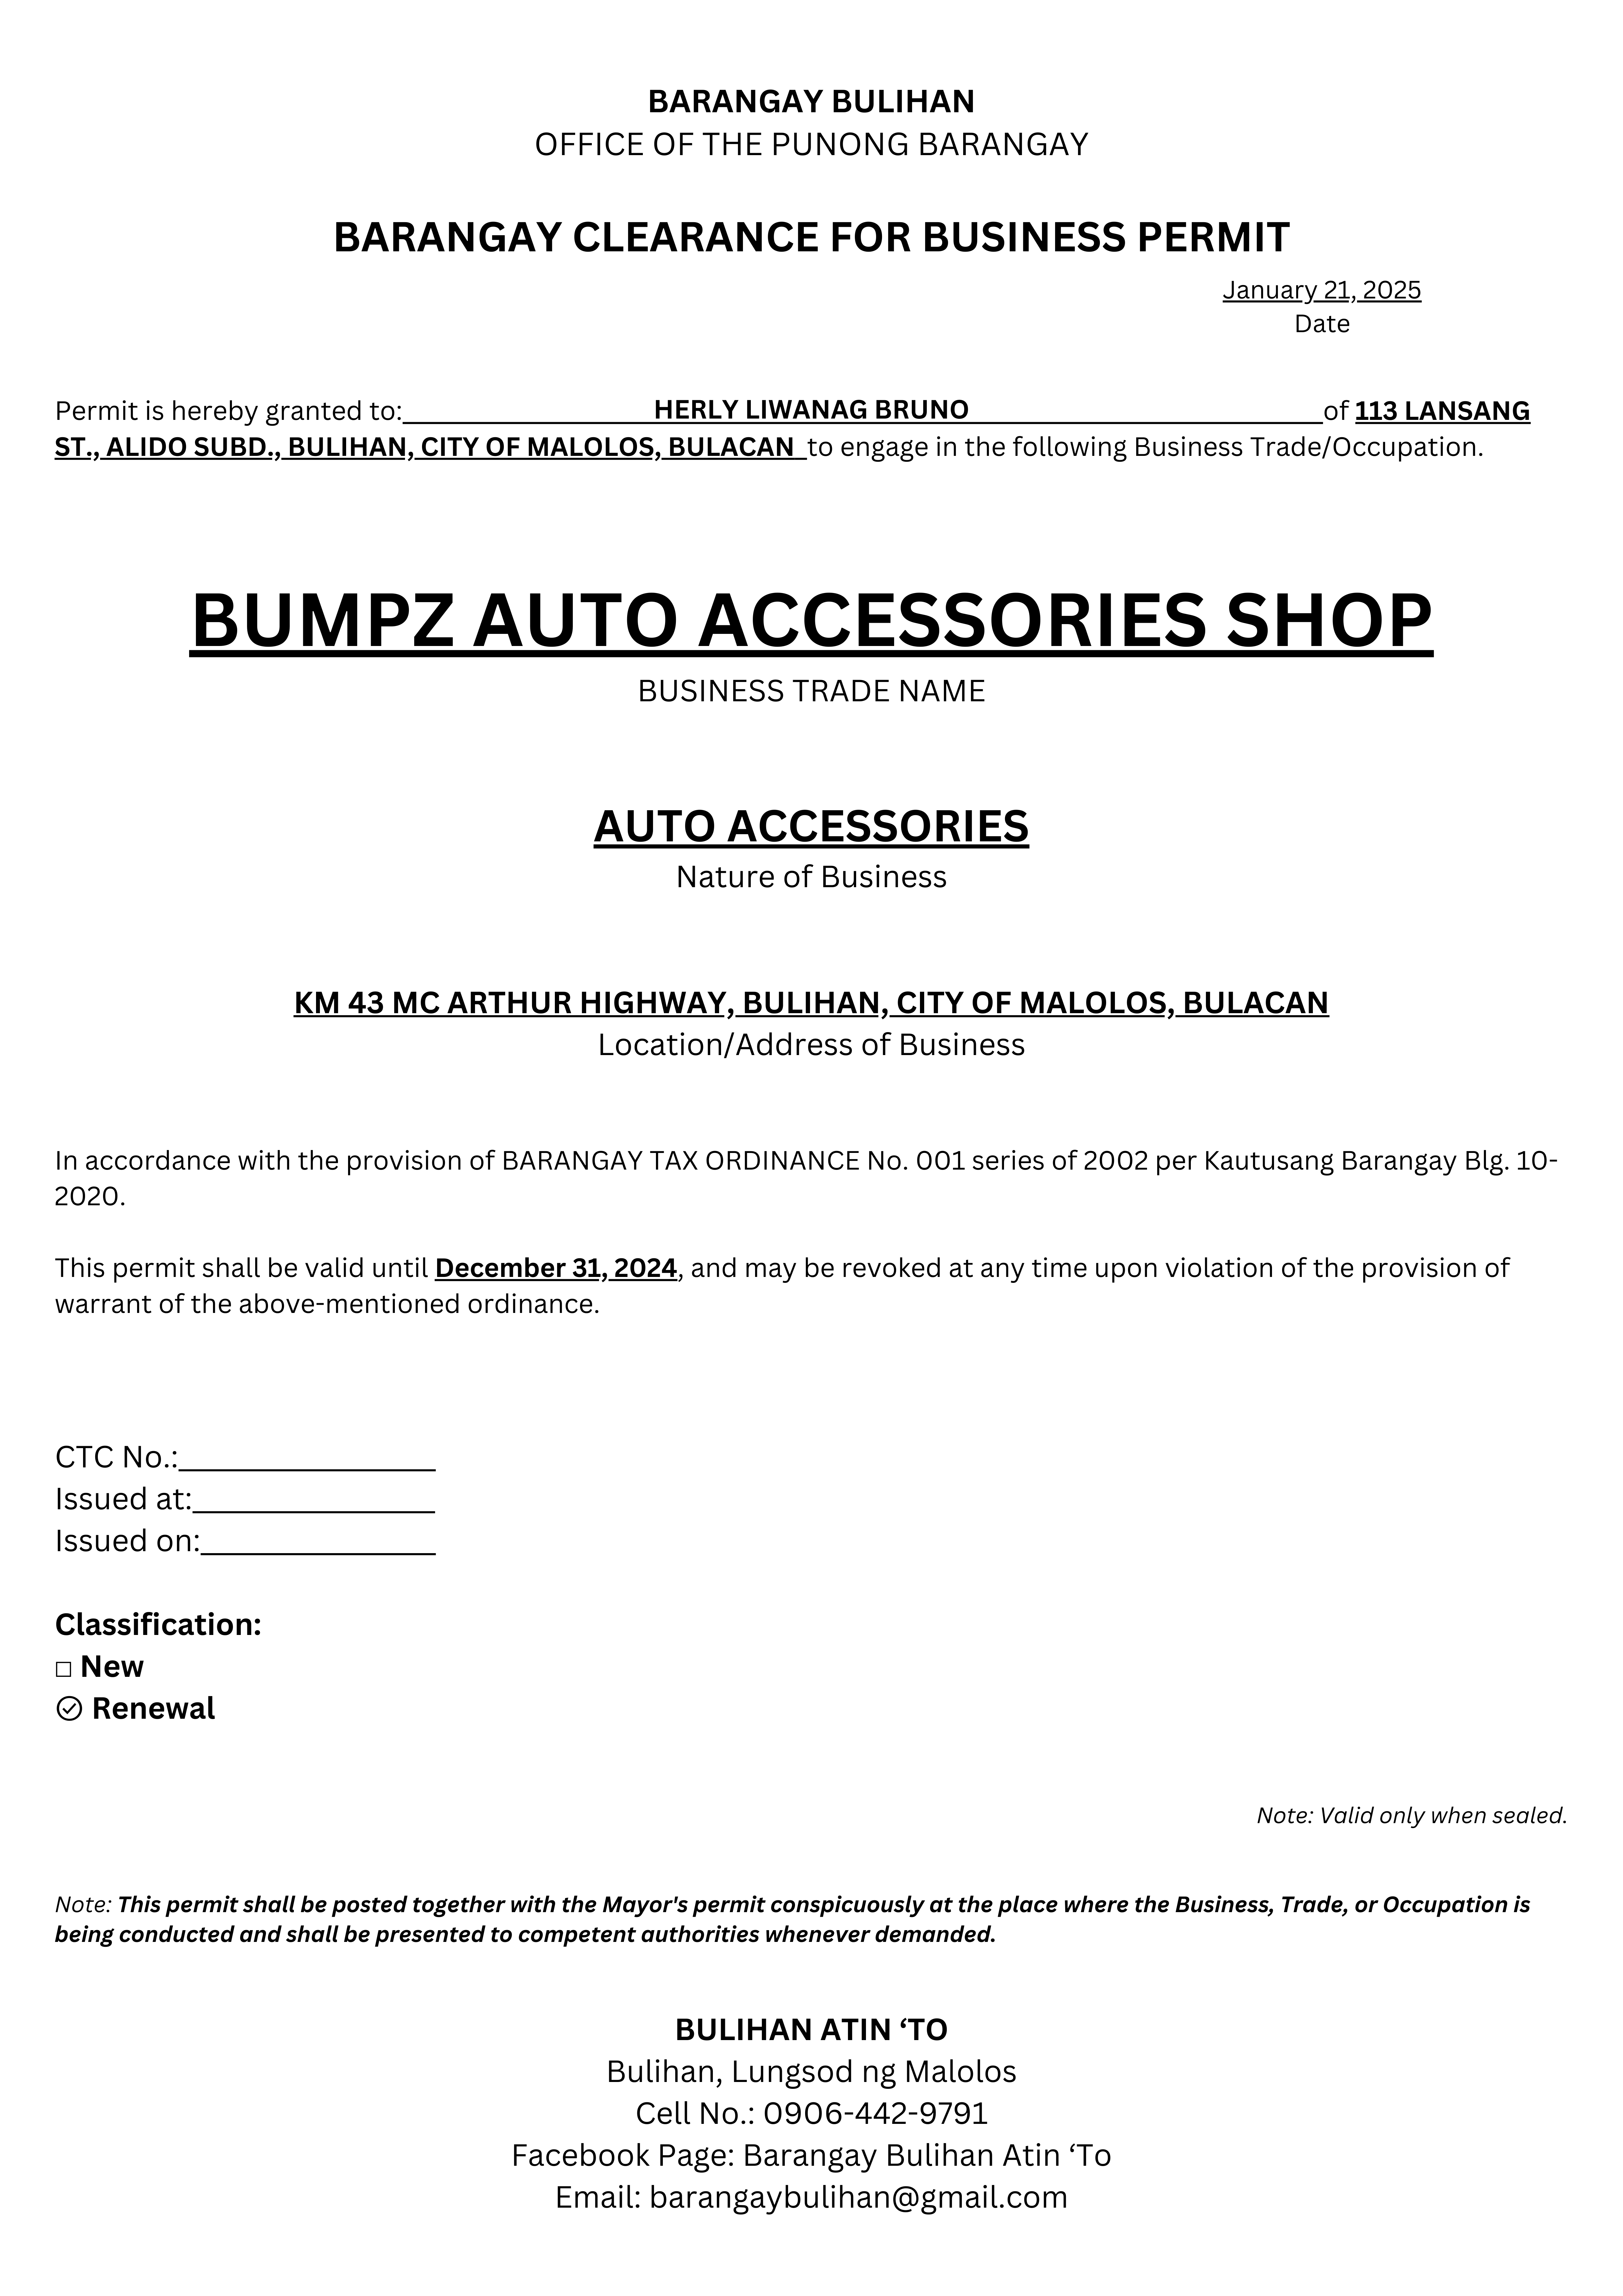 BARANGAY BULIHAN
OFFICE OF THE PUNONG BARANGAY
BARANGAY CLEARANCE FOR BUSINESS PERMIT
January 21, 2025
Date
Permit is hereby granted to: HERLY LIWANAG BRUNO of 113 LANSANG
ST., ALIDO SUBD., BULIHAN, CITY OF MALOLOS, BULACAN to engage in the following Business Trade/Occupation.
BUMPZ AUTO ACCESSORIES SHOP
BUSINESS TRADE NAME
AUTO ACCESSORIES
Nature of Business
KM 43 MC ARTHUR HIGHWAY, BULIHAN, CITY OF MALOLOS, BULACAN
Location/Address of Business
In accordance with the provision of BARANGAY TAX ORDINANCE No. 001 series of 2002 per Kautusang Barangay Blg. 10-
2020.
This permit shall be valid until December 31, 2024, and may be revoked at any time upon violation of the provision of
warrant of the above-mentioned ordinance.
CTC No.:________________
Issued at:________________
Issued on:________________
Classification:
□ New
✓ Renewal
Note: Valid only when sealed.
Note: This permit shall be posted together with the Mayor's permit conspicuously at the place where the Business, Trade, or Occupation is
being conducted and shall be presented to competent authorities whenever demanded.
BULIHAN ATIN ‘TO
Bulihan, Lungsod ng Malolos
Cell No.: 0906-442-9791
Facebook Page: Barangay Bulihan Atin ‘To
Email: barangaybulihan@gmail.com